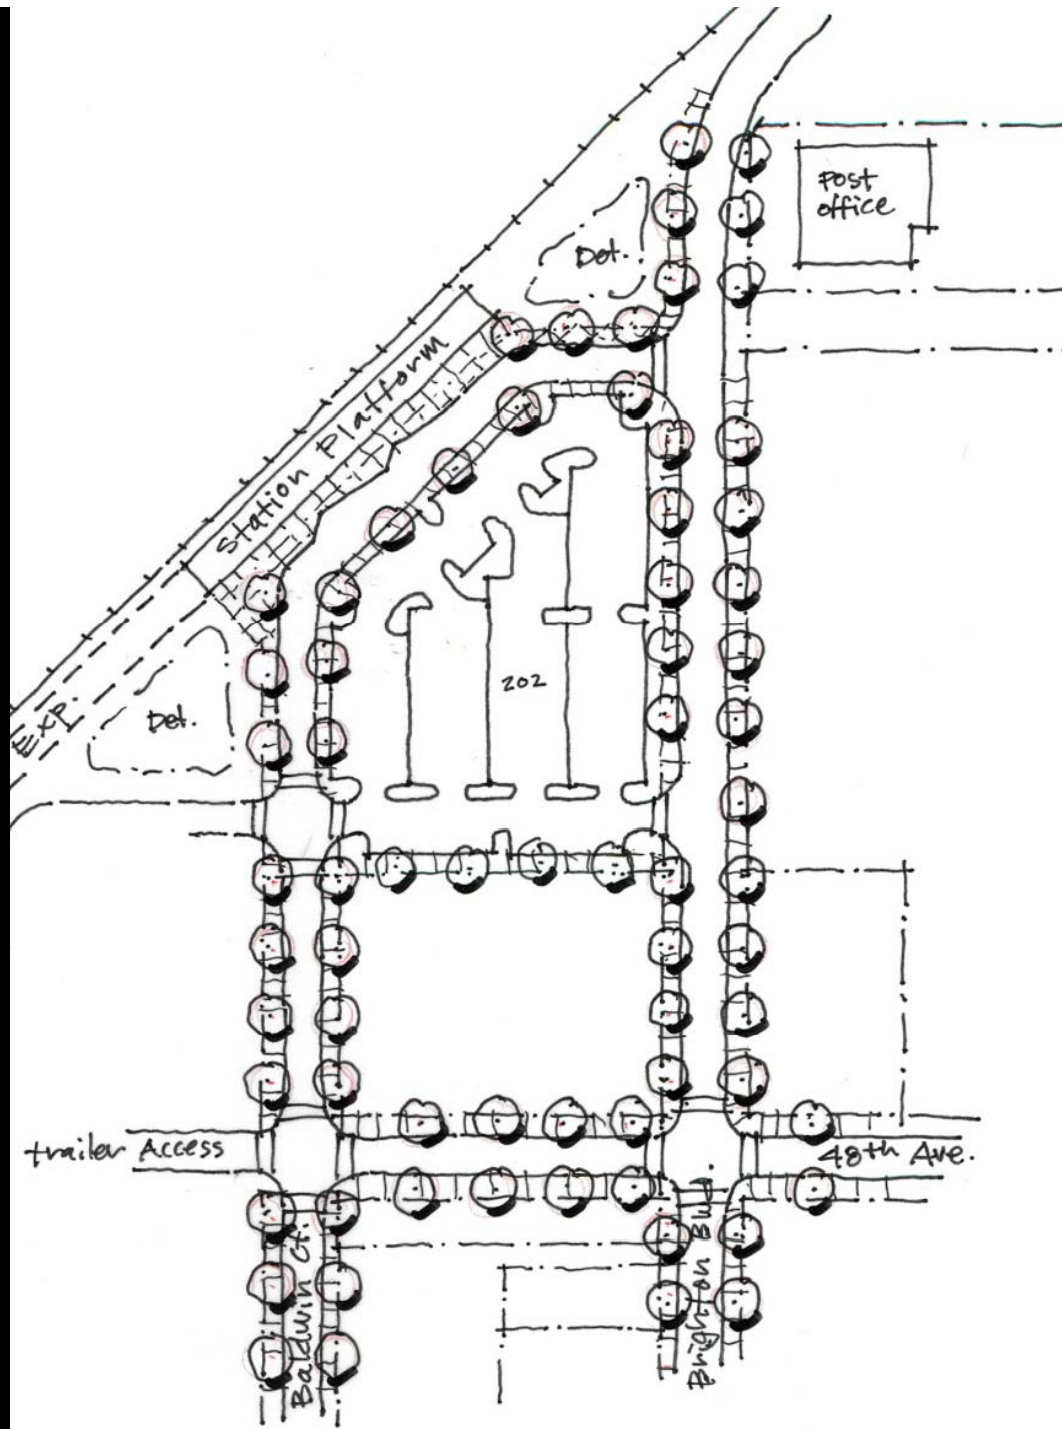 Post
office
Det.
Station Platform
202
Det.
Exp.
trailer Access
48th Ave.
Baldwin Ct.
Brighton Blvd.